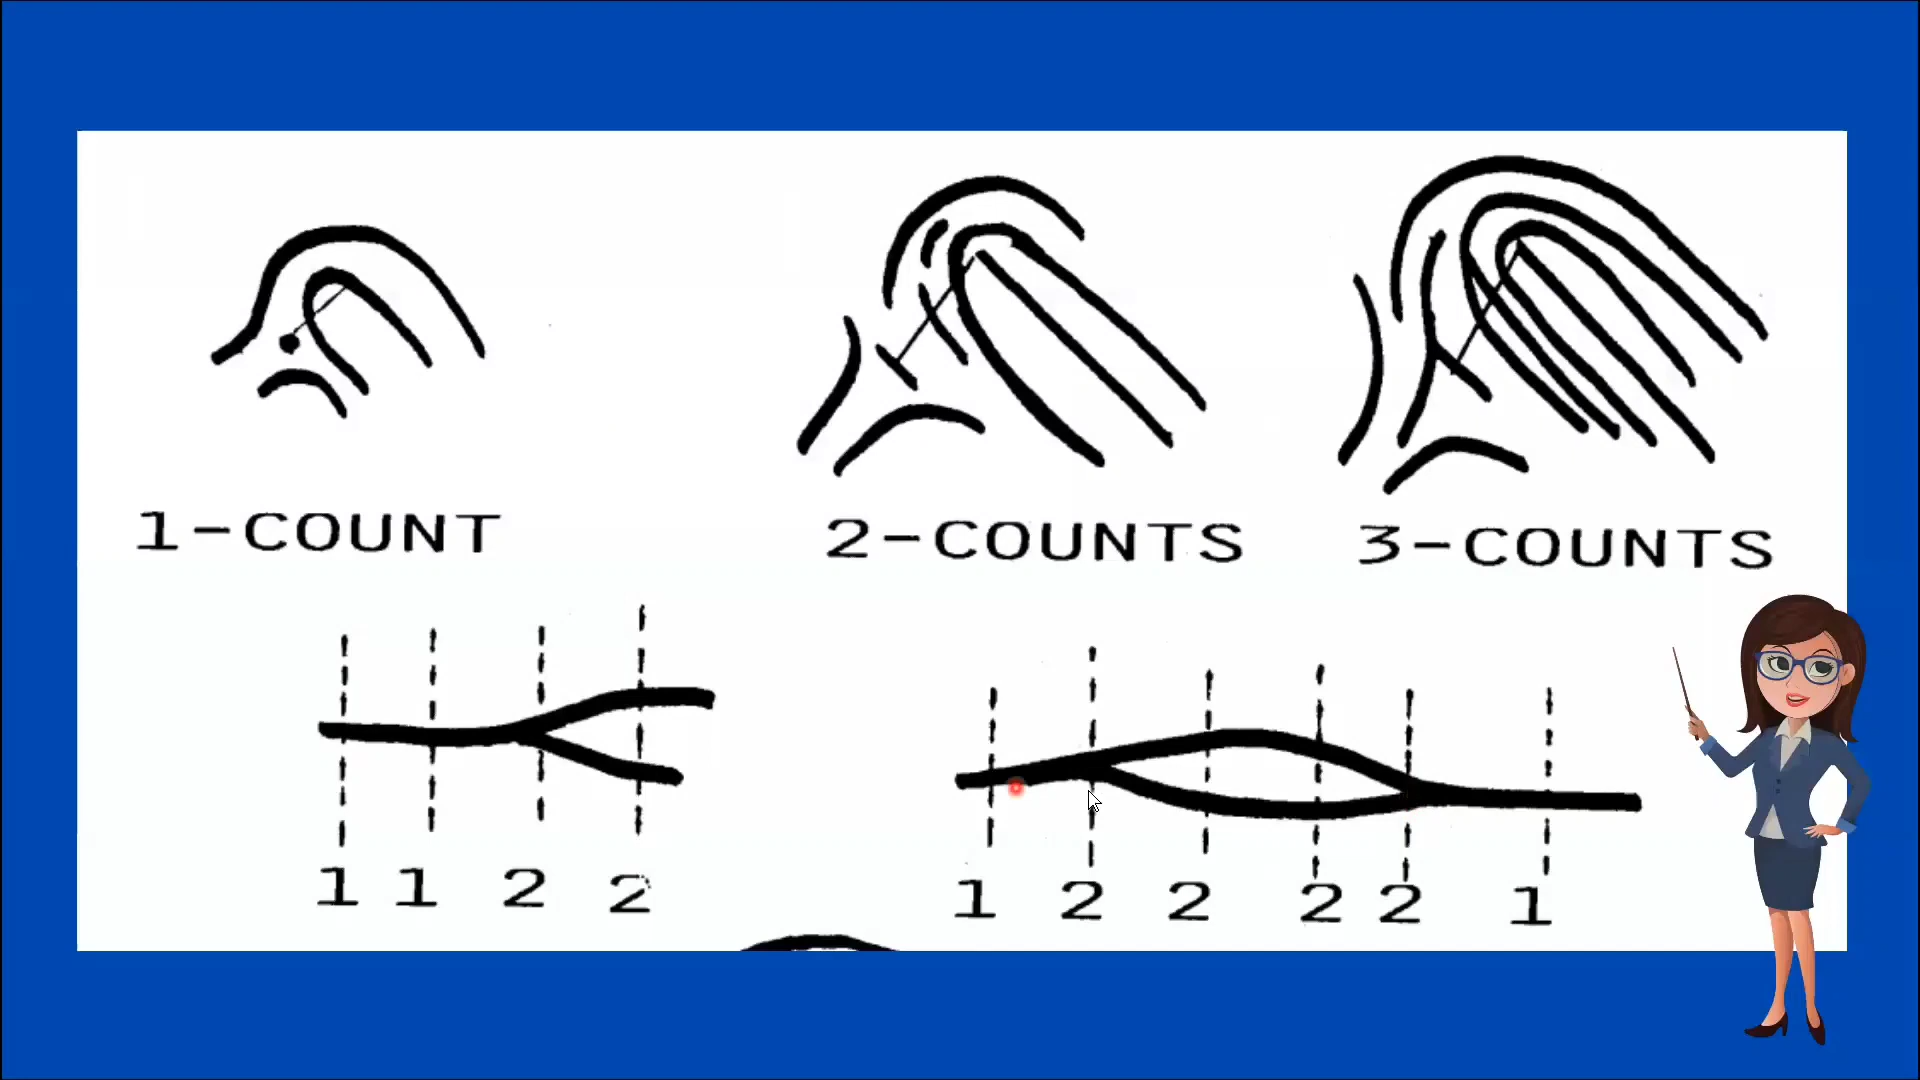 1-COUNT
2-COUNTS
3-COUNTS
1 1 2 2
1 2 2 2 2 1